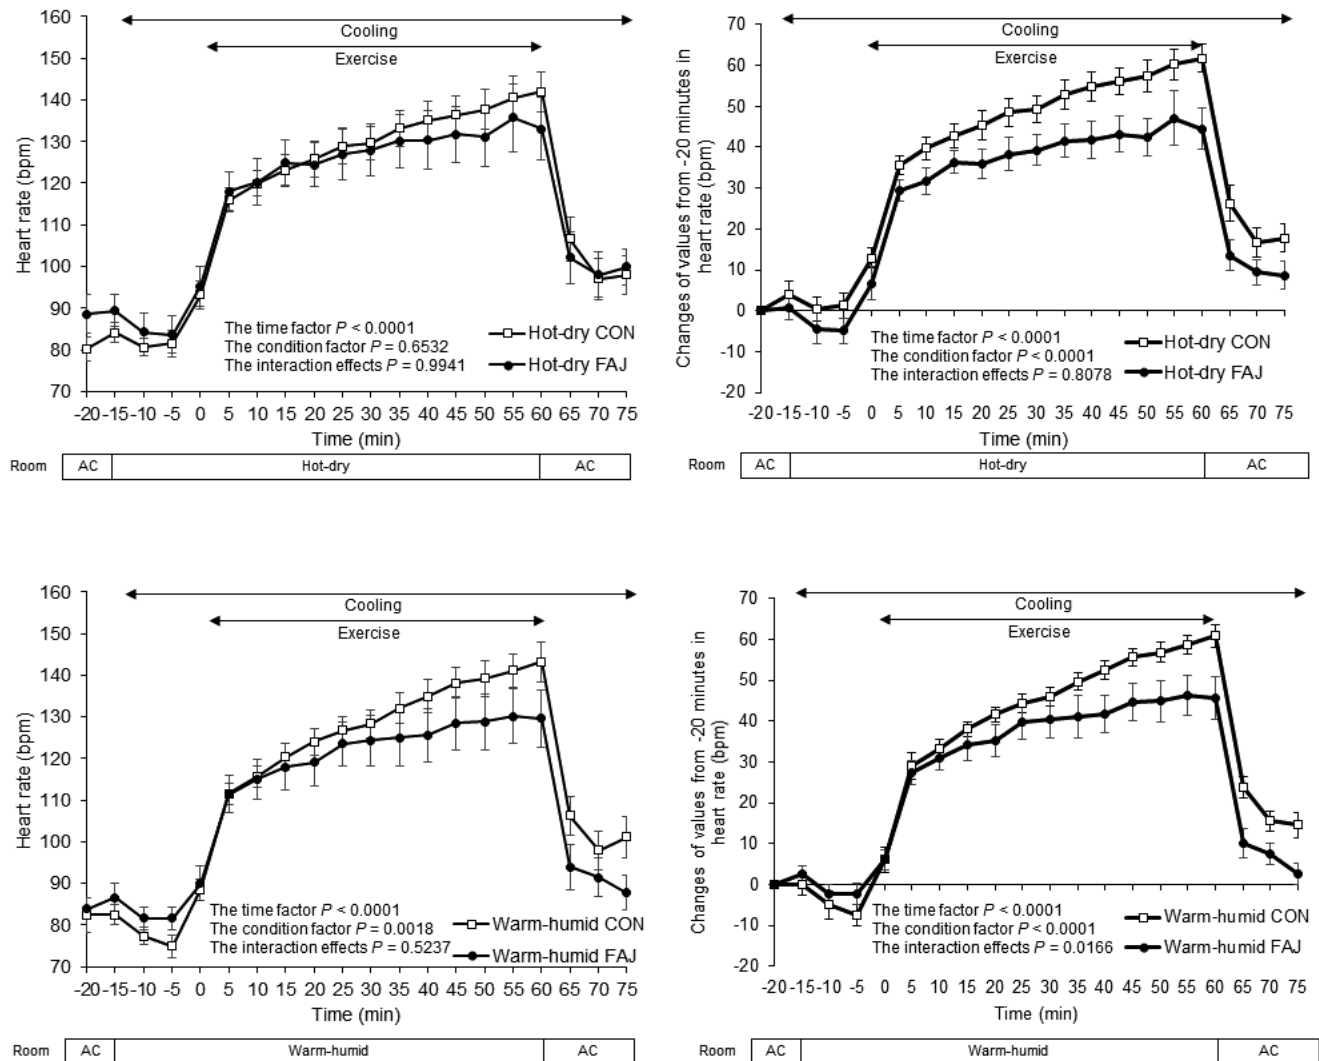 Heart rate (bpm)
160
150
140
130
120
110
100
90
80
70
Cooling
Exercise
The time factor P < 0.0001
The condition factor P = 0.6532
The interaction effects P = 0.9941
Hot-dry CON
Hot-dry FAJ
-20 -15 -10 -5 0 5 10 15 20 25 30 35 40 45 50 55 60 65 70 75
Time (min)
Room AC Hot-dry AC
Changes of values from -20 minutes in
heart rate (bpm)
70
60
50
40
30
20
10
0
-10
-20
Cooling
Exercise
The time factor P < 0.0001
The condition factor P < 0.0001
The interaction effects P = 0.8078
Hot-dry CON
Hot-dry FAJ
-20 -15 -10 -5 0 5 10 15 20 25 30 35 40 45 50 55 60 65 70 75
Time (min)
Room AC Hot-dry AC
Heart rate (bpm)
160
150
140
130
120
110
100
90
80
70
Cooling
Exercise
The time factor P < 0.0001
The condition factor P = 0.0018
The interaction effects P = 0.5237
Warm-humid CON
Warm-humid FAJ
-20 -15 -10 -5 0 5 10 15 20 25 30 35 40 45 50 55 60 65 70 75
Time (min)
Room AC Warm-humid AC
Changes of values from -20 minutes in
heart rate (bpm)
70
60
50
40
30
20
10
0
-10
-20
Cooling
Exercise
The time factor P < 0.0001
The condition factor P < 0.0001
The interaction effects P = 0.0166
Warm-humid CON
Warm-humid FAJ
-20 -15 -10 -5 0 5 10 15 20 25 30 35 40 45 50 55 60 65 70 75
Time (min)
Room AC Warm-humid AC